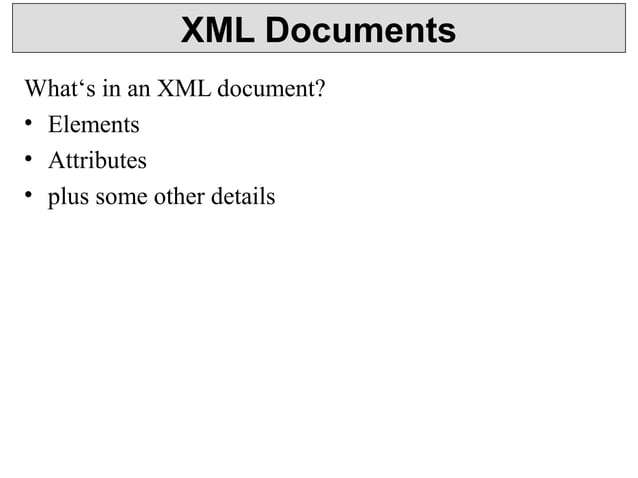 XML Documents
What‘s in an XML document?
• Elements
• Attributes
• plus some other details